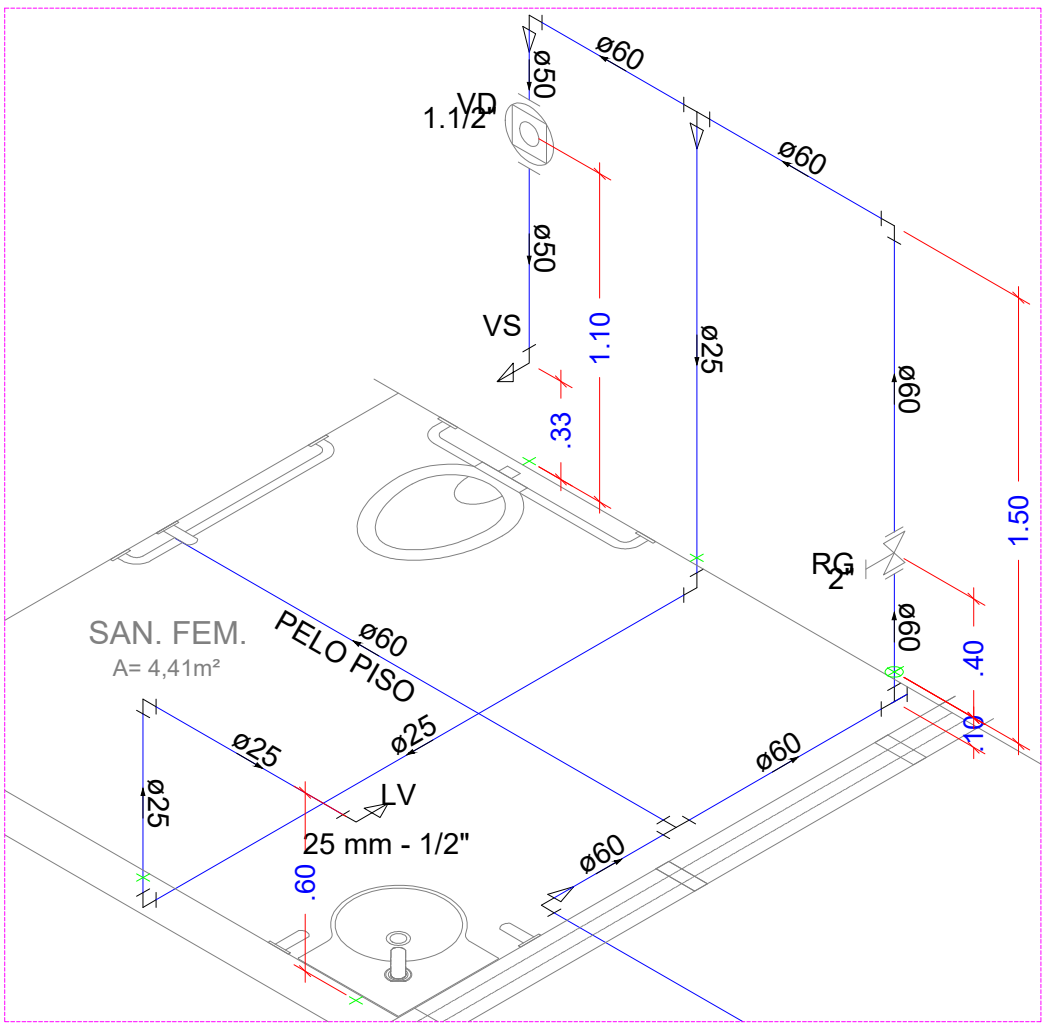 ø60
ø50
VD
1.1/2"
ø60
ø50
VS
1.10
ø25
ø60
.33
1.50
RG
2"
SAN. FEM.
A= 4,41m²
ø60
PELO PISO
ø60
.40
.10
ø25
ø25
ø60
ø25
LV
25 mm - 1/2"
ø60
.60